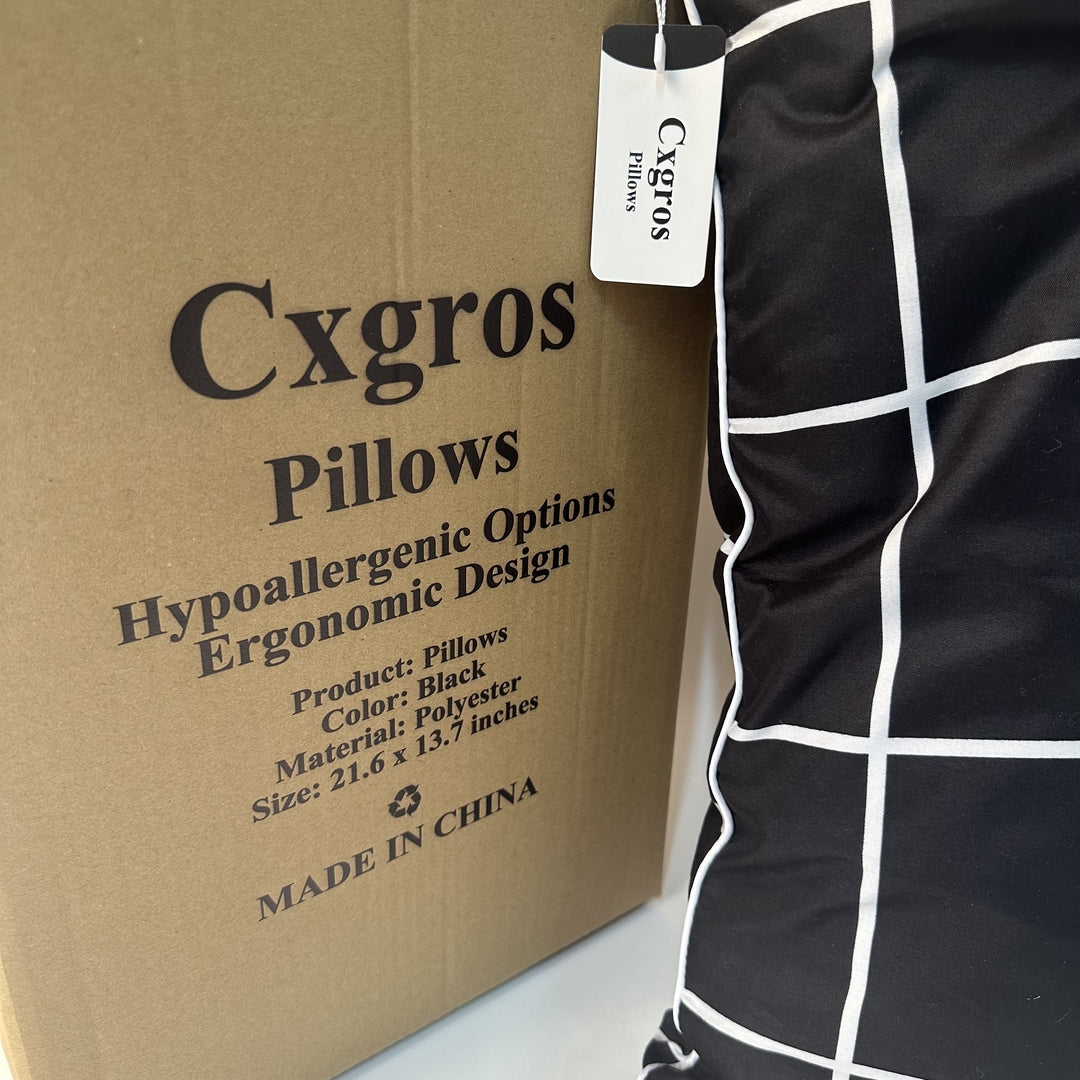 Cxgros
Pillows
Hypoallergenic Options
Ergonomic Design
Product: Pillows
Color: Black
Material: Polyester
Size: 21.6 x 13.7 inches
MADE IN CHINA
Cxgros
Pillows